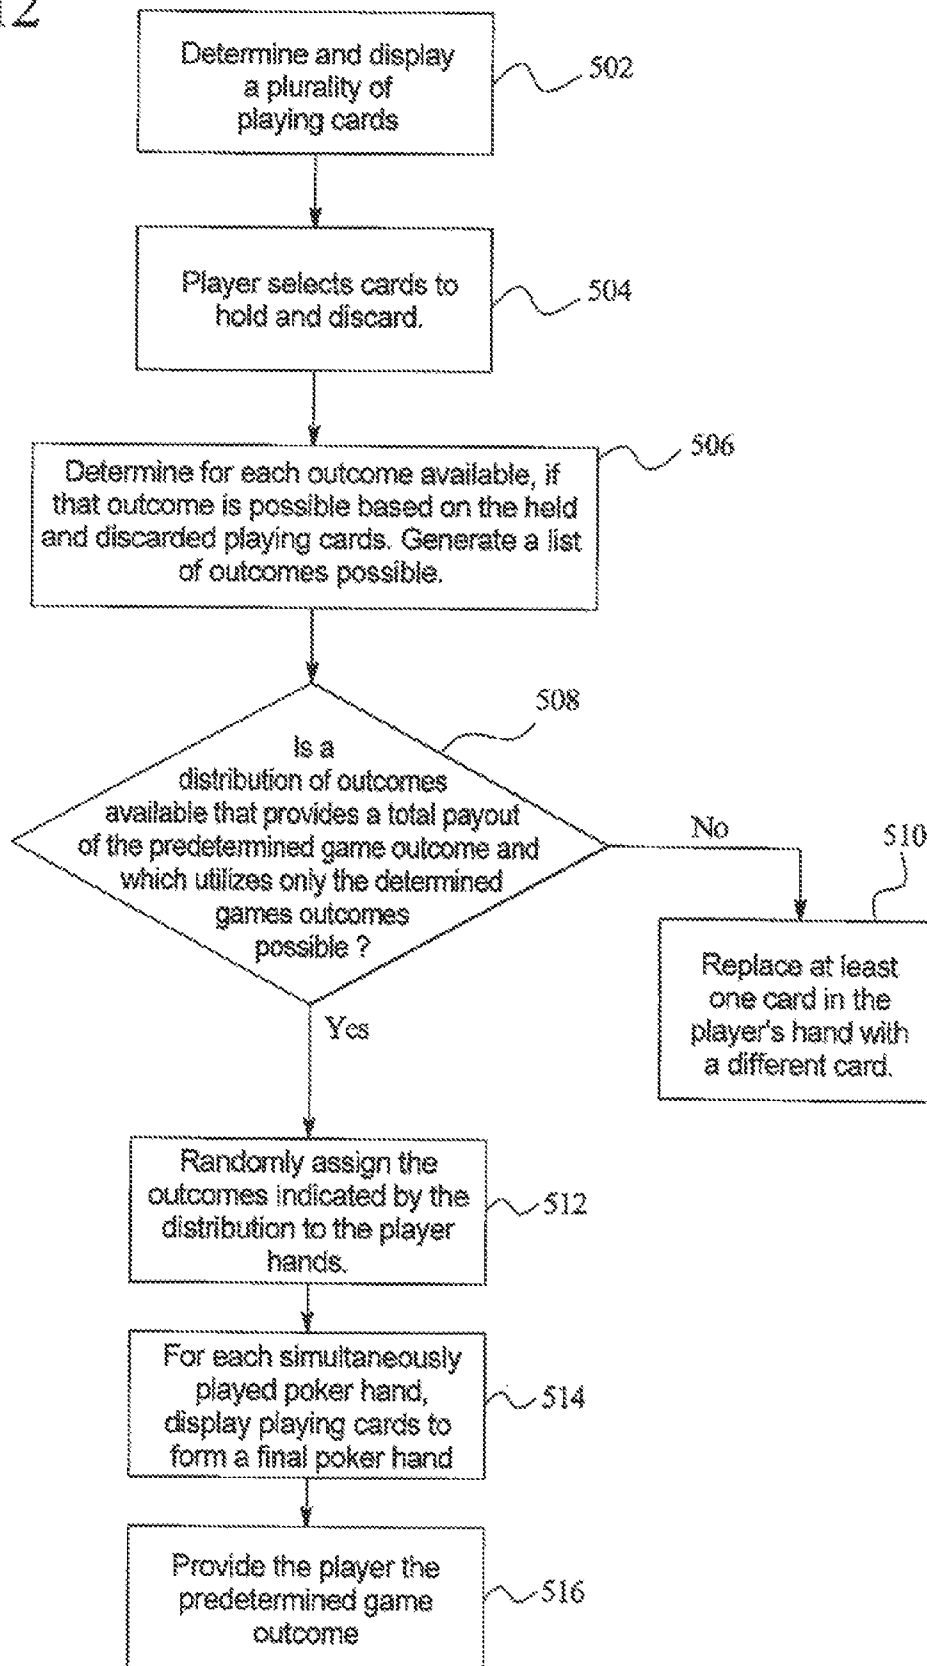 12
Determine and display
a plurality of
playing cards
502
Player selects cards to
hold and discard.
504
506
Determine for each outcome available, if
that outcome is possible based on the held
and discarded playing cards. Generate a list
of outcomes possible.
508
Is a
distribution of outcomes
available that provides a total payout
of the predetermined game outcome and
which utilizes only the determined
games outcomes
possible ?
No
510
Replace at least
one card in the
player's hand with
a different card.
Yes
Randomly assign the
outcomes indicated by the
distribution to the player
hands.
512
For each simultaneously
played poker hand,
display playing cards to
form a final poker hand
514
Provide the player the
predetermined game
outcome
516